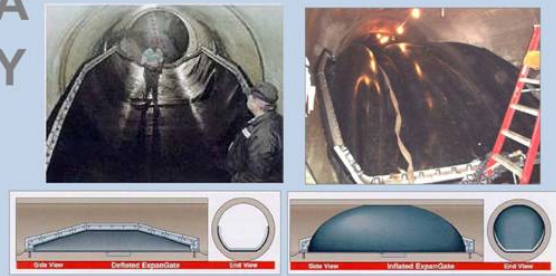 A
Y
Side View Deflated ExpanGate End View
Side View Inflated ExpanGate End View